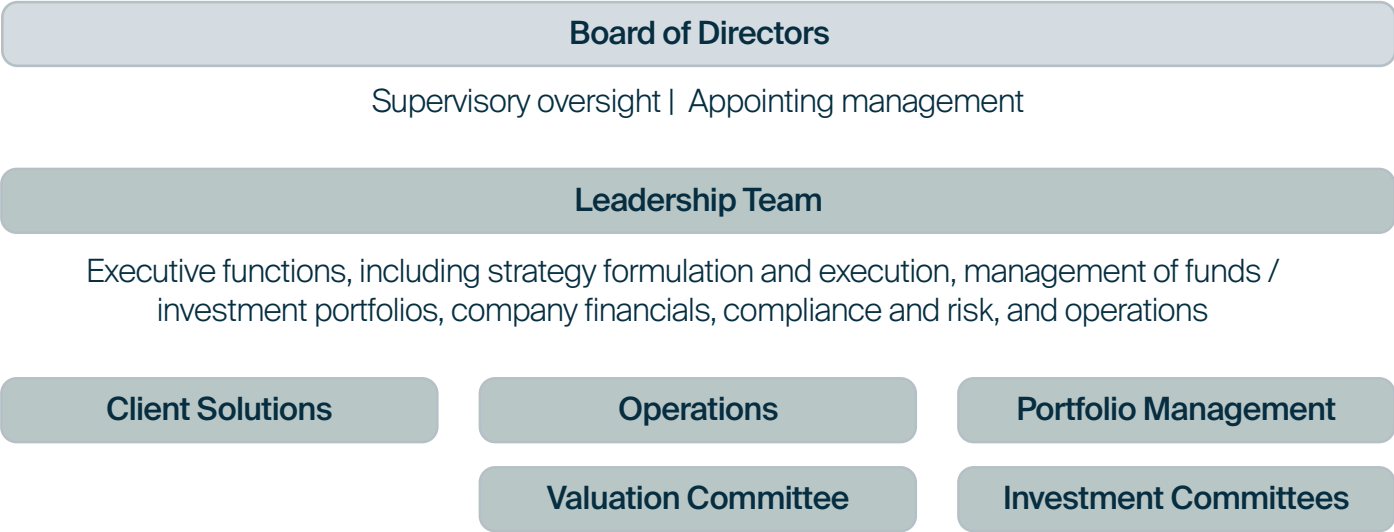 Board of Directors
Supervisory oversight | Appointing management
Leadership Team
Executive functions, including strategy formulation and execution, management of funds /
investment portfolios, company financials, compliance and risk, and operations
Client Solutions
Operations
Portfolio Management
Valuation Committee
Investment Committees